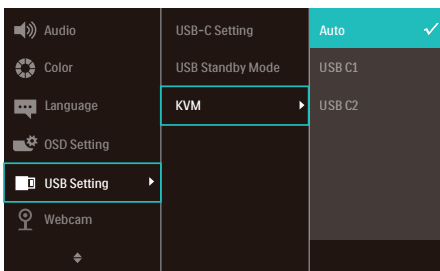 Audio
Color
Language
OSD Setting
USB Setting
Webcam
USB-C Setting
USB Standby Mode
KVM
Auto
USB C1
USB C2